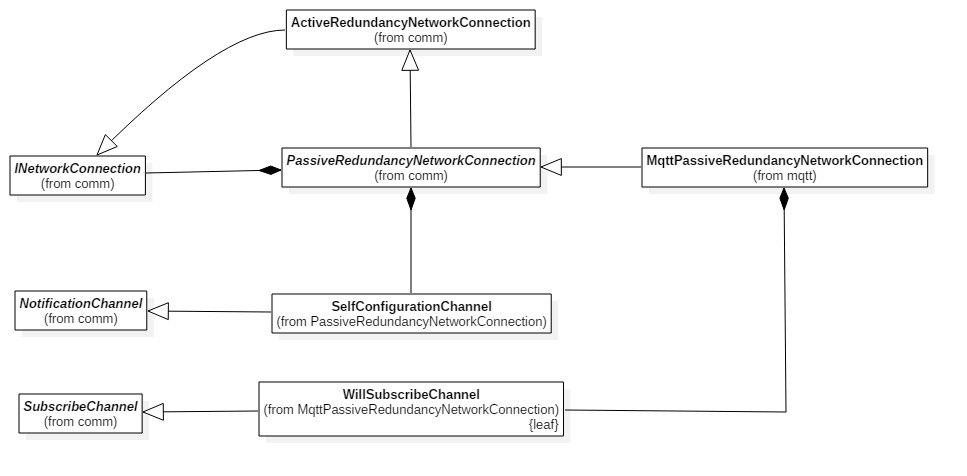 ActiveRedundancyNetworkConnection
(from comm)
INetworkConnection
(from comm)
PassiveRedundancyNetworkConnection
(from comm)
MqttPassiveRedundancyNetworkConnection
(from mqtt)
NotificationChannel
(from comm)
SelfConfigurationChannel
(from PassiveRedundancyNetworkConnection)
SubscribeChannel
(from comm)
WillSubscribeChannel
(from MqttPassiveRedundancyNetworkConnection)
{leaf}